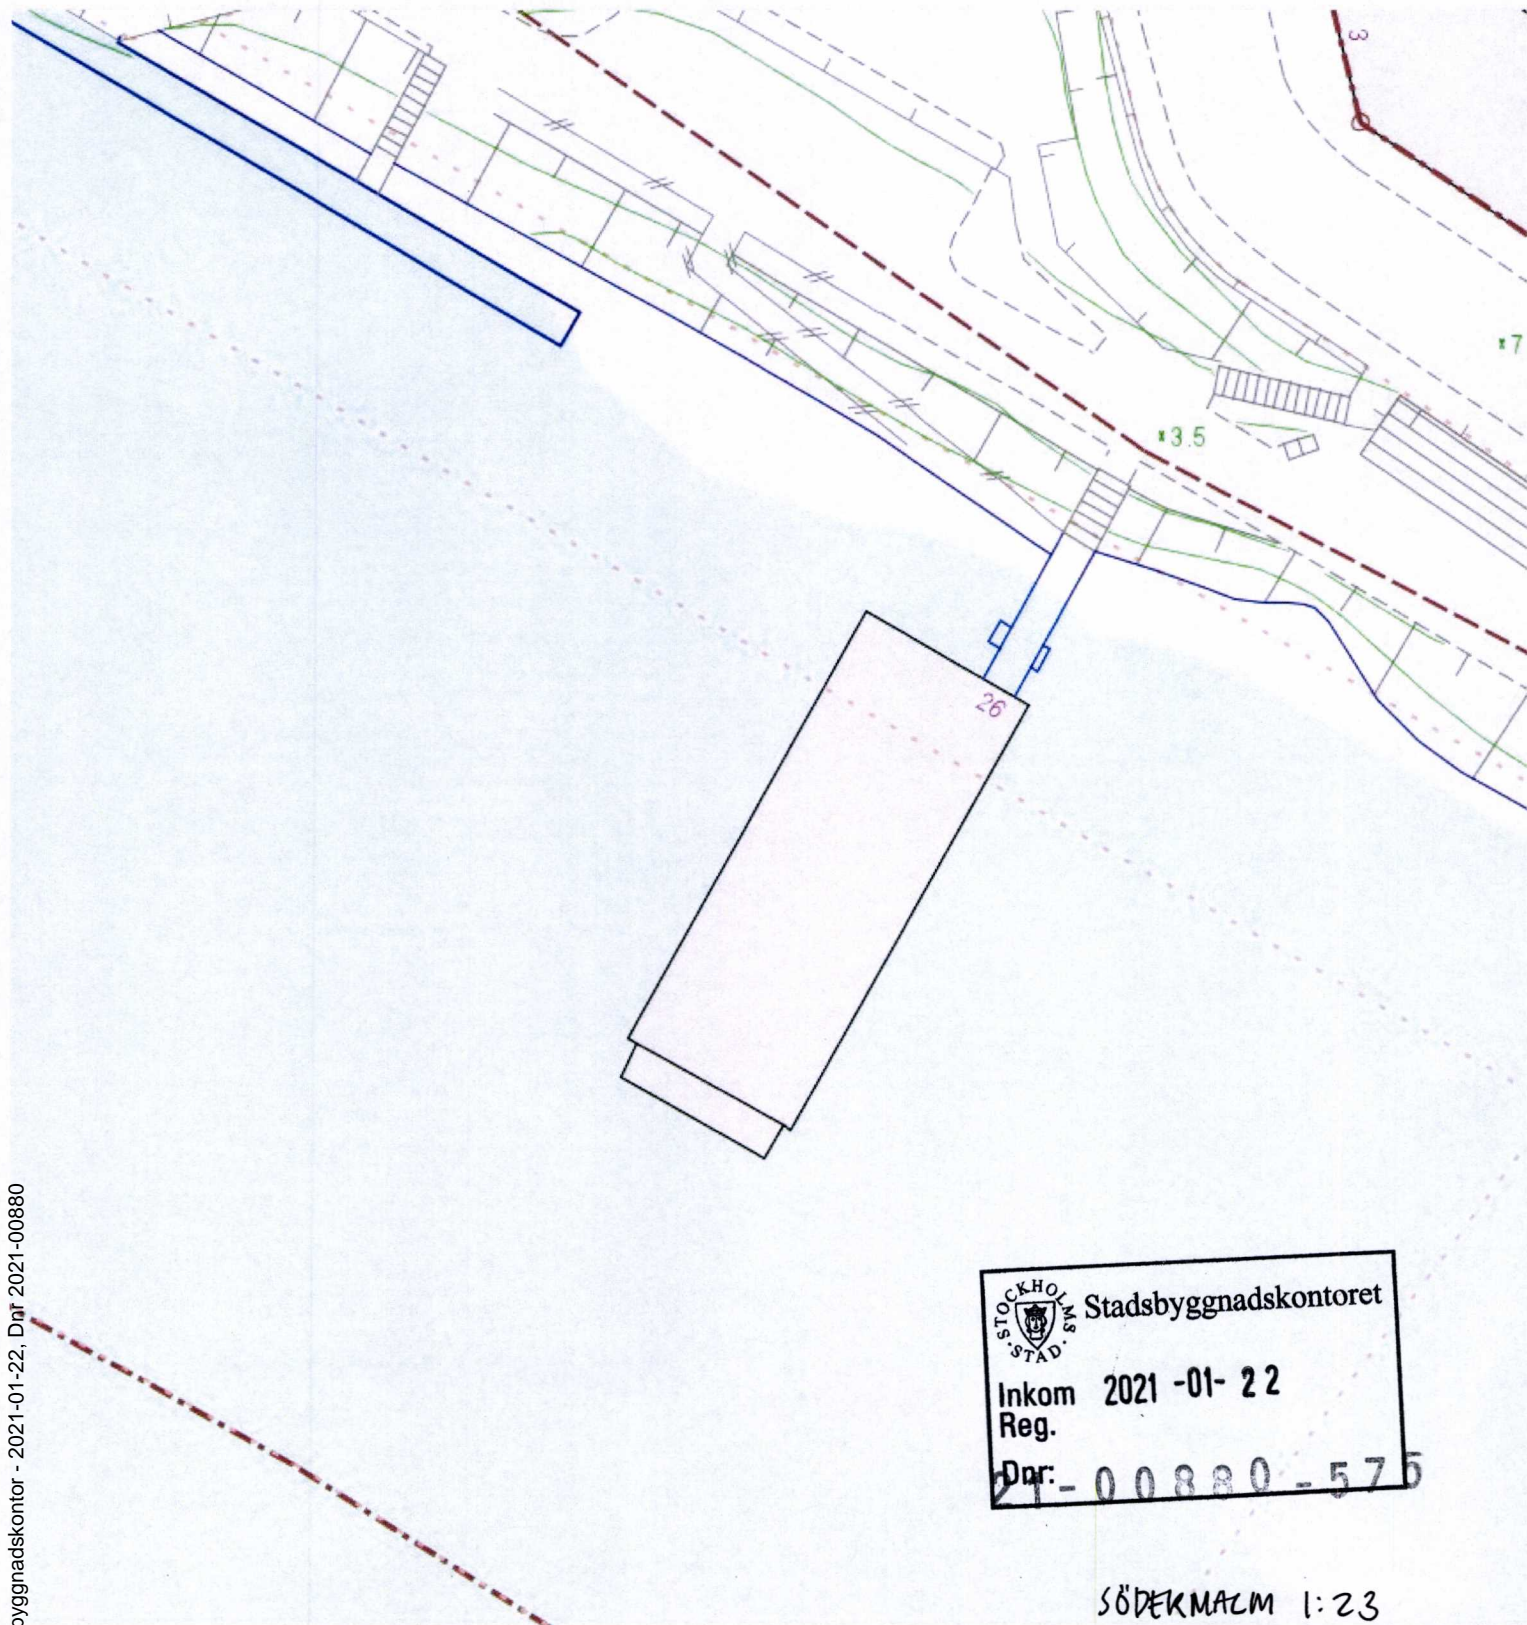 3
×7
×3.5
26
STOCKHOLMS STAD
Stadsbyggnadskontoret
Inkom 2021 -01- 22
Reg.
Dnr:
21-00880-575
SÖDERMALM 1:23
byggnadskontor - 2021-01-22, Dnr 2021-00880